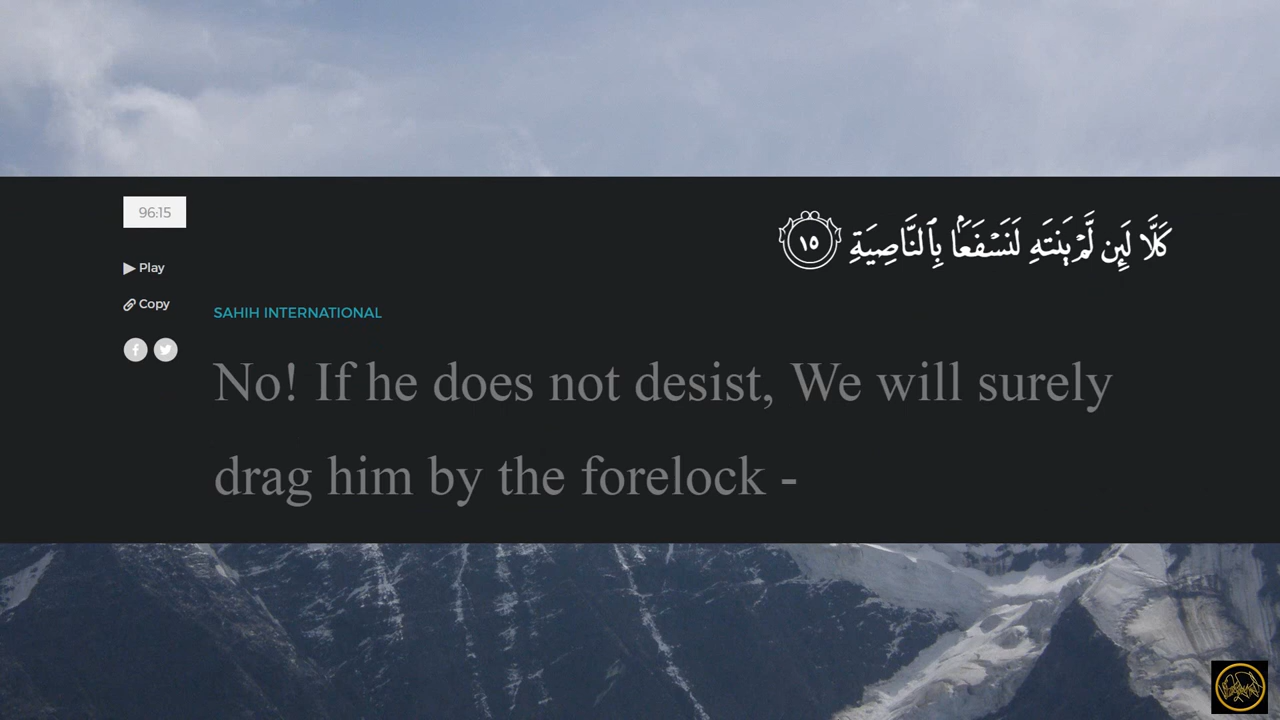 96:15
كَلَّا لَئِن لَّمْ يَنتَهِ لَنَسْفَعًۢا بِٱلنَّاصِيَةِ ١٥
Play
Copy
SAHIH INTERNATIONAL
No! If he does not desist, We will surely
drag him by the forelock -